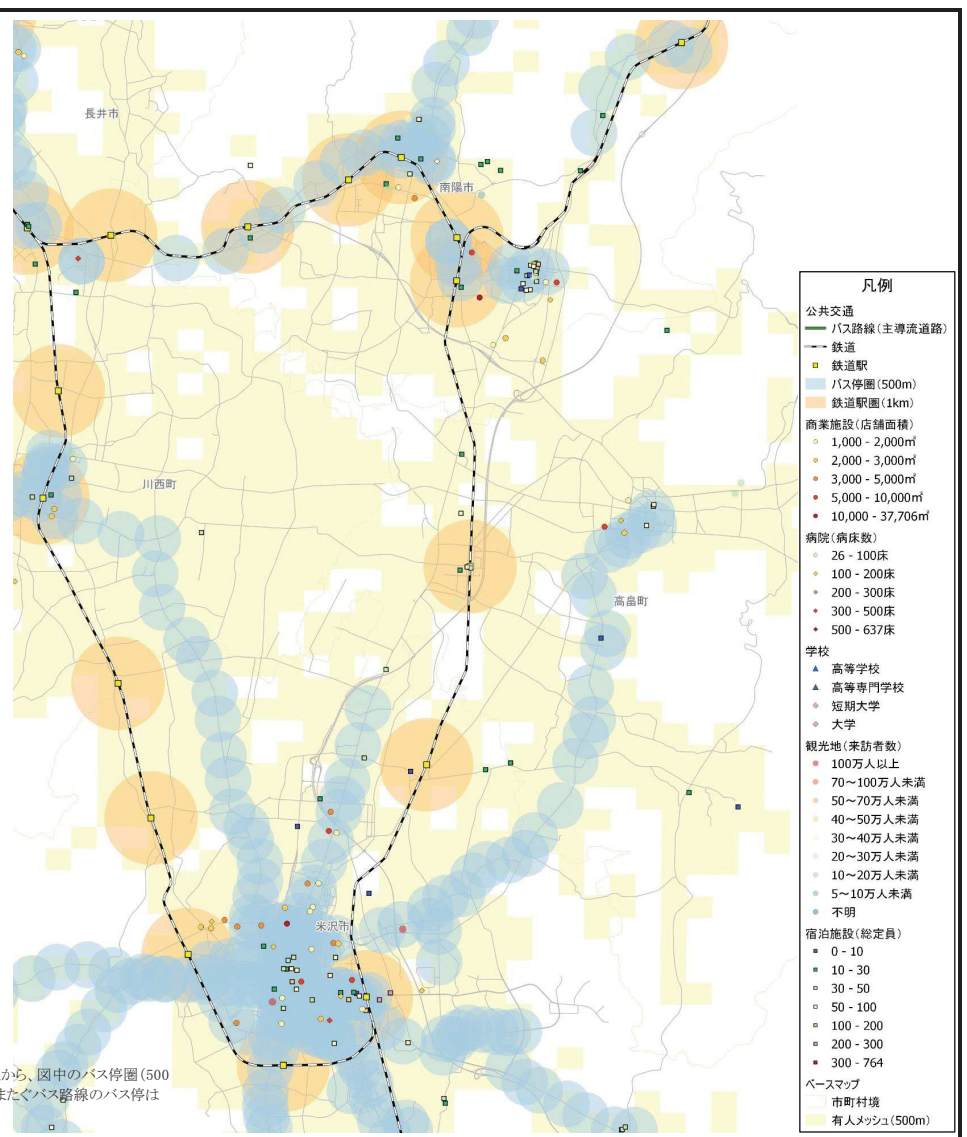 長井市
南陽市
川西町
高畠町
米沢市
から、図中のバス停圏(500
またぐバス路線のバス停は
凡例
公共交通
バス路線(主導流道路)
鉄道
鉄道駅
バス停圏(500m)
鉄道駅圏(1km)
商業施設(店舗面積)
1,000 - 2,000㎡
2,000 - 3,000㎡
3,000 - 5,000㎡
5,000 - 10,000㎡
10,000 - 37,706㎡
病院(病床数)
26 - 100床
100 - 200床
200 - 300床
300 - 500床
500 - 637床
学校
高等学校
高等専門学校
短期大学
大学
観光地(来訪者数)
100万人以上
70～100万人未満
50～70万人未満
40～50万人未満
30～40万人未満
20～30万人未満
10～20万人未満
5～10万人未満
不明
宿泊施設(総定員)
0 - 10
10 - 30
30 - 50
50 - 100
100 - 200
200 - 300
300 - 764
ベースマップ
市町村境
有人メッシュ(500m)